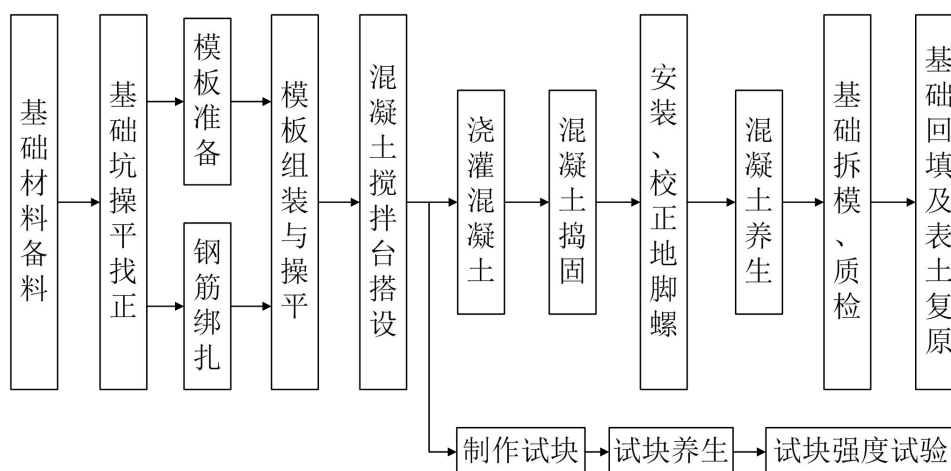 基础材料备料
基础坑操平找正
模板准备
钢筋绑扎
模板组装与操平
混凝土搅拌台搭设
浇灌混凝土
混凝土捣固
安装、校正地脚螺
混凝土养生
基础拆模、质检
基础回填及表土复原
制作试块
试块养生
试块强度试验